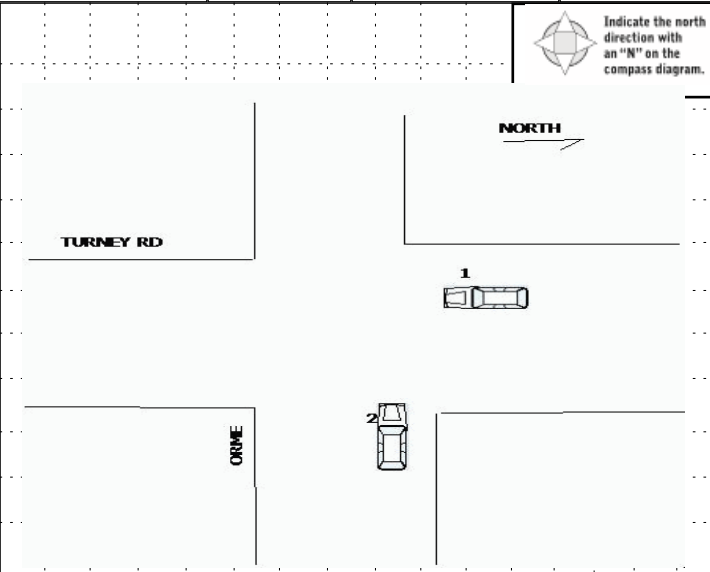 Indicate the north
direction with
an “N” on the
compass diagram.
NORTH
TURNEY RD
1
2
ORME